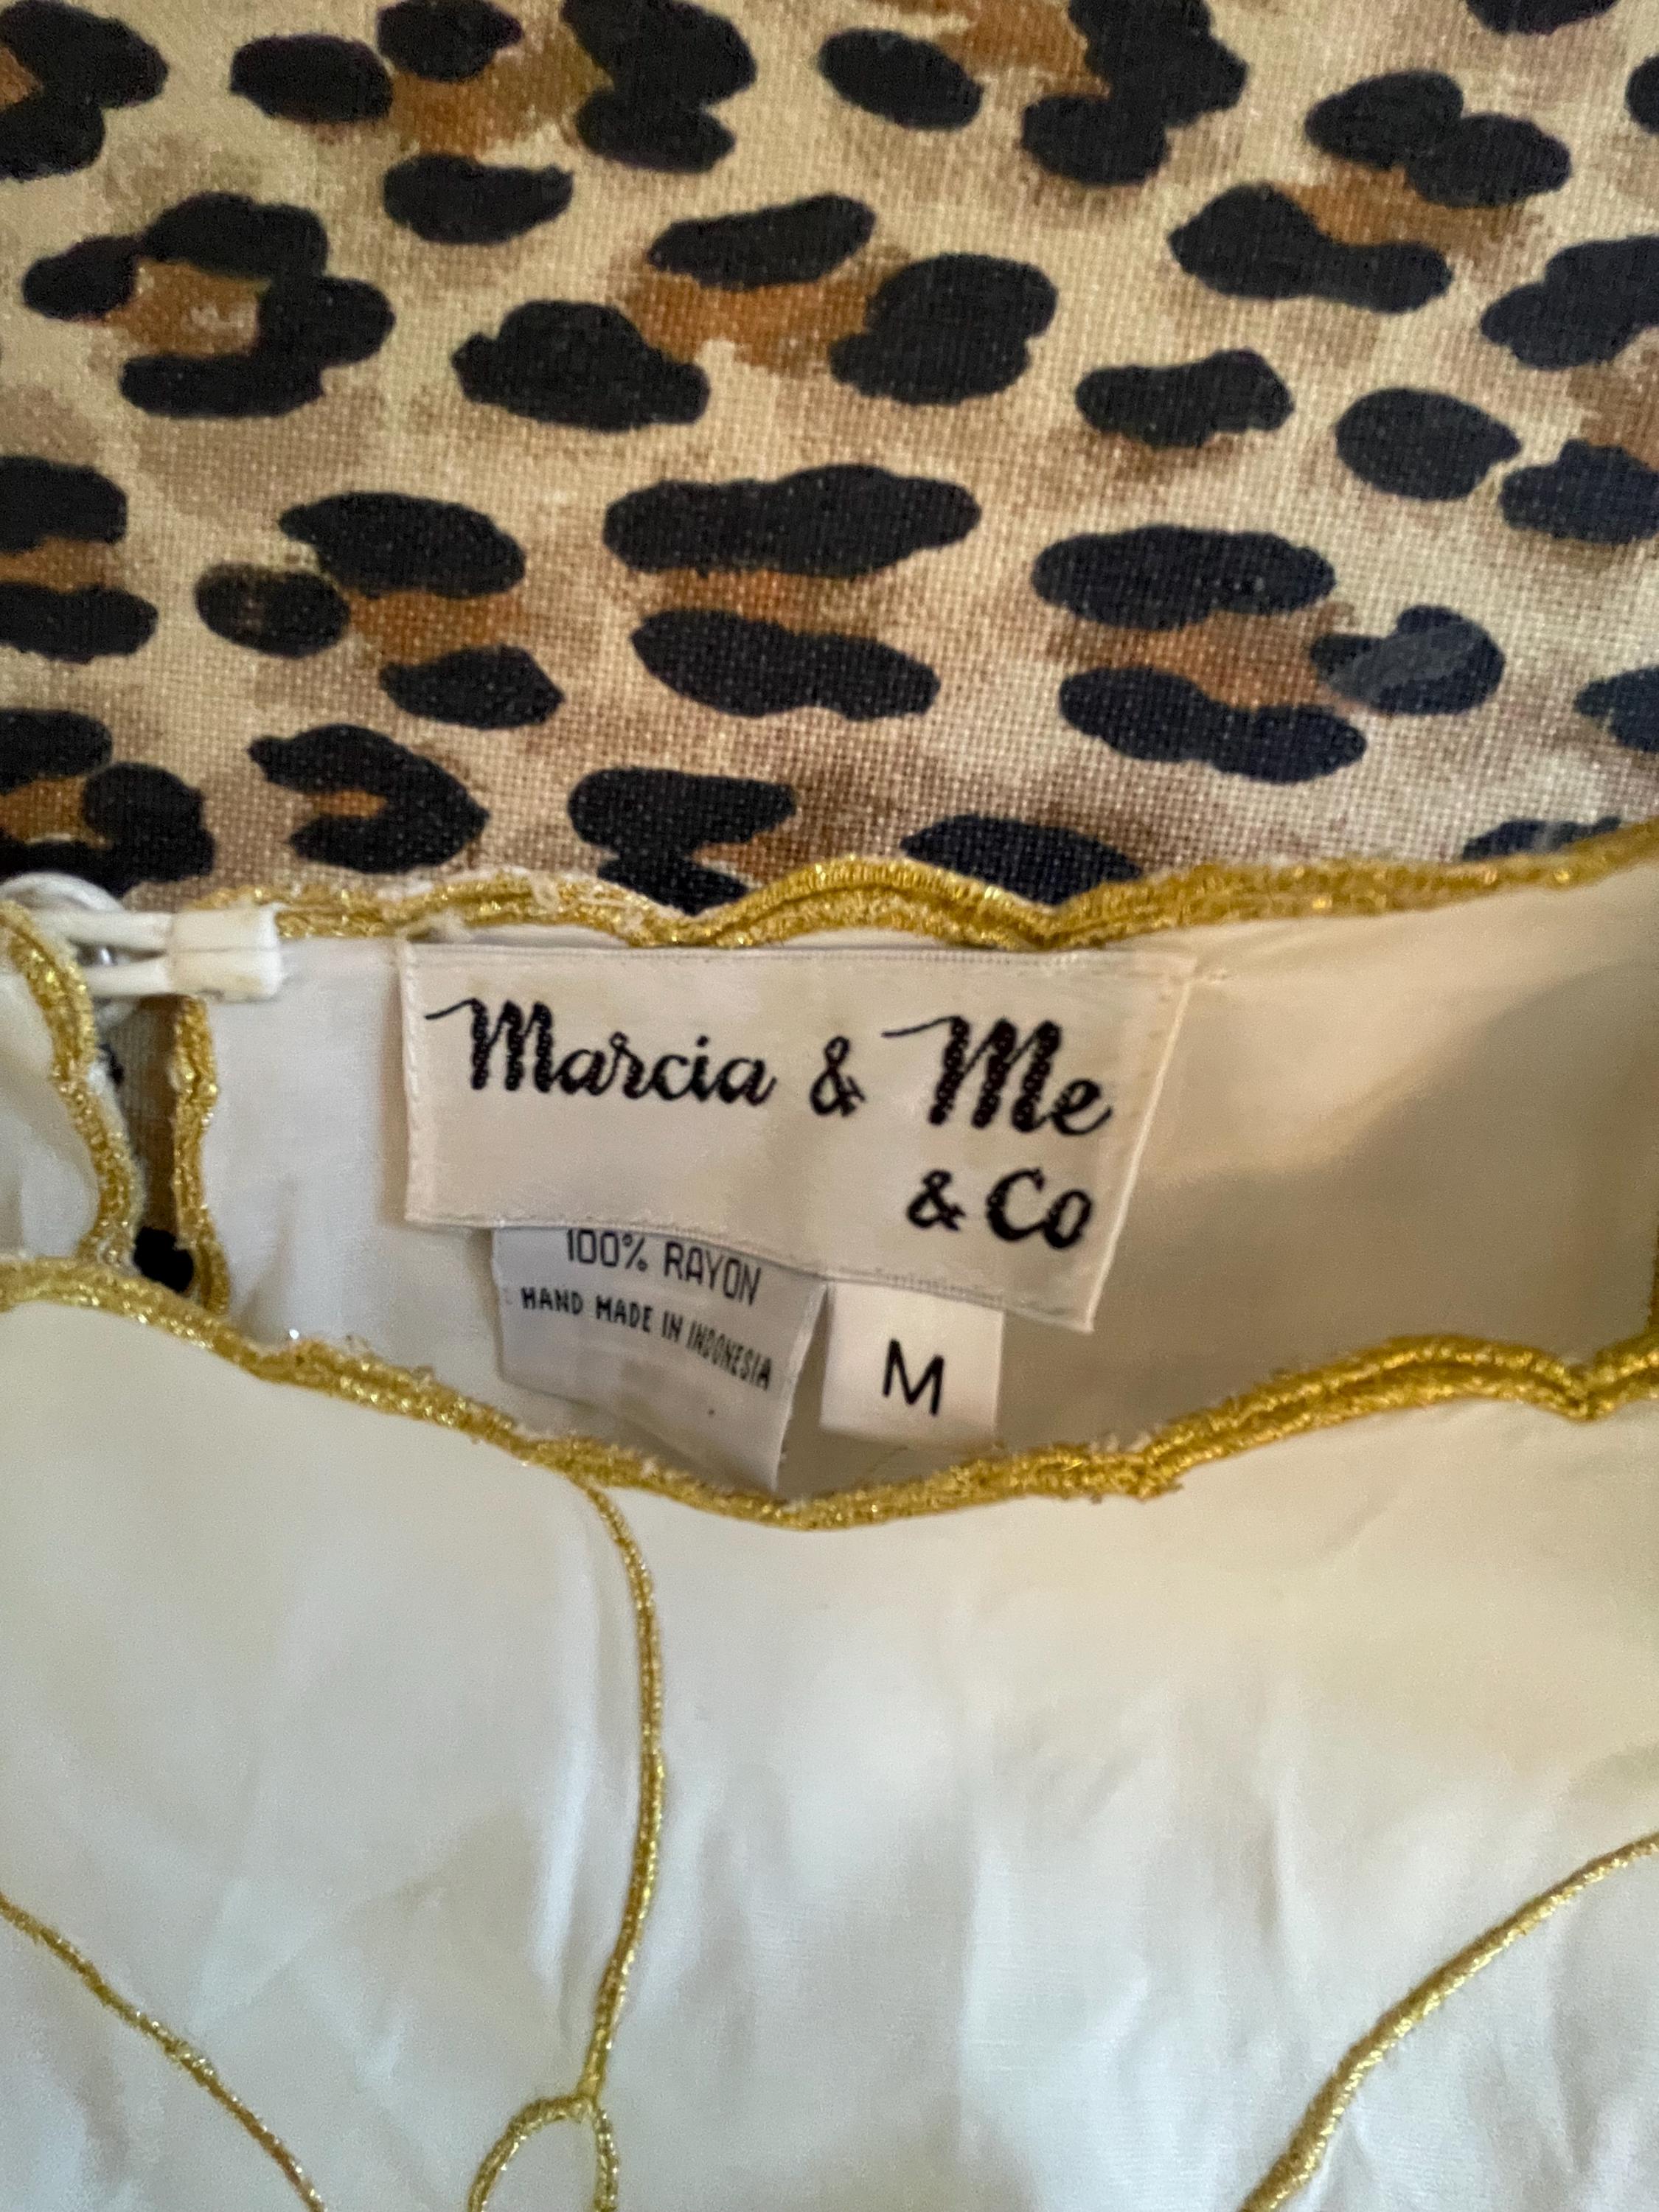 Marcia & Me
& Co
100% RAYON
HAND MADE IN INDONESIA
M